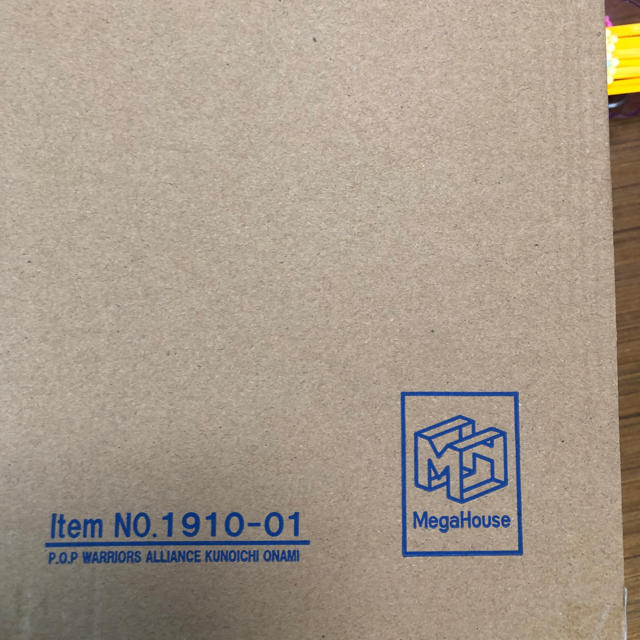 Item NO.1910-01
P.O.P WARRIORS ALLIANCE KUNOICHI ONAMI
MegaHouse